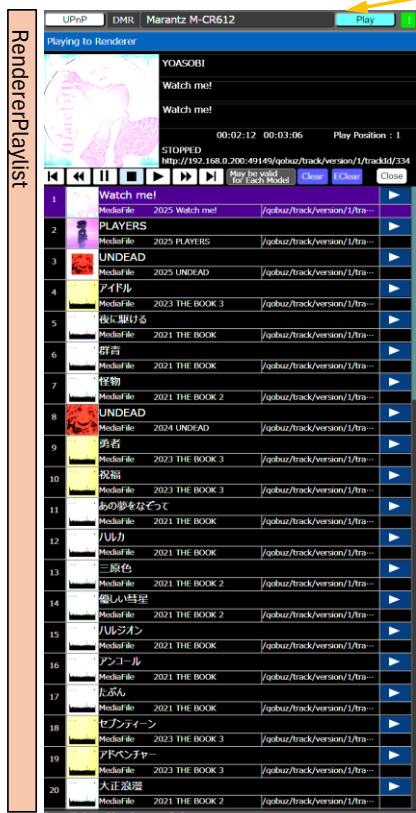 RendererPlaylist
UPnP DMR Marantz M-CR612 Play
Playing to Renderer
YOASOBI
Watch me!
Watch me!
00:02:12 00:03:06 Play Position : 1
STOPPED
http://192.168.0.200:49149/qobuz/track/version/1/trackId/334
May be valid
for Each Model Clear EClear Close
1 Watch me!
MediaFile 2025 Watch me! /qobuz/track/version/1/tra…
2 PLAYERS
MediaFile 2025 PLAYERS /qobuz/track/version/1/tra…
3 UNDEAD
MediaFile 2025 UNDEAD /qobuz/track/version/1/tra…
4 アイドル
MediaFile 2023 THE BOOK 3 /qobuz/track/version/1/tra…
5 夜に駆ける
MediaFile 2021 THE BOOK /qobuz/track/version/1/tra…
6 群青
MediaFile 2021 THE BOOK /qobuz/track/version/1/tra…
7 怪物
MediaFile 2021 THE BOOK 2 /qobuz/track/version/1/tra…
8 UNDEAD
MediaFile 2024 UNDEAD /qobuz/track/version/1/tra…
9 勇者
MediaFile 2023 THE BOOK 3 /qobuz/track/version/1/tra…
10 祝福
MediaFile 2023 THE BOOK 3 /qobuz/track/version/1/tra…
11 あの夢をなぞって
MediaFile 2021 THE BOOK /qobuz/track/version/1/tra…
12 ハルカ
MediaFile 2021 THE BOOK /qobuz/track/version/1/tra…
13 三原色
MediaFile 2021 THE BOOK 2 /qobuz/track/version/1/tra…
14 優しい彗星
MediaFile 2021 THE BOOK 2 /qobuz/track/version/1/tra…
15 ハルジオン
MediaFile 2021 THE BOOK /qobuz/track/version/1/tra…
16 アンコール
MediaFile 2021 THE BOOK /qobuz/track/version/1/tra…
17 たぶん
MediaFile 2021 THE BOOK /qobuz/track/version/1/tra…
18 セブンティーン
MediaFile 2023 THE BOOK 3 /qobuz/track/version/1/tra…
19 アドベンチャー
MediaFile 2023 THE BOOK 3 /qobuz/track/version/1/tra…
20 大正浪漫
MediaFile 2021 THE BOOK 2 /qobuz/track/version/1/tra…